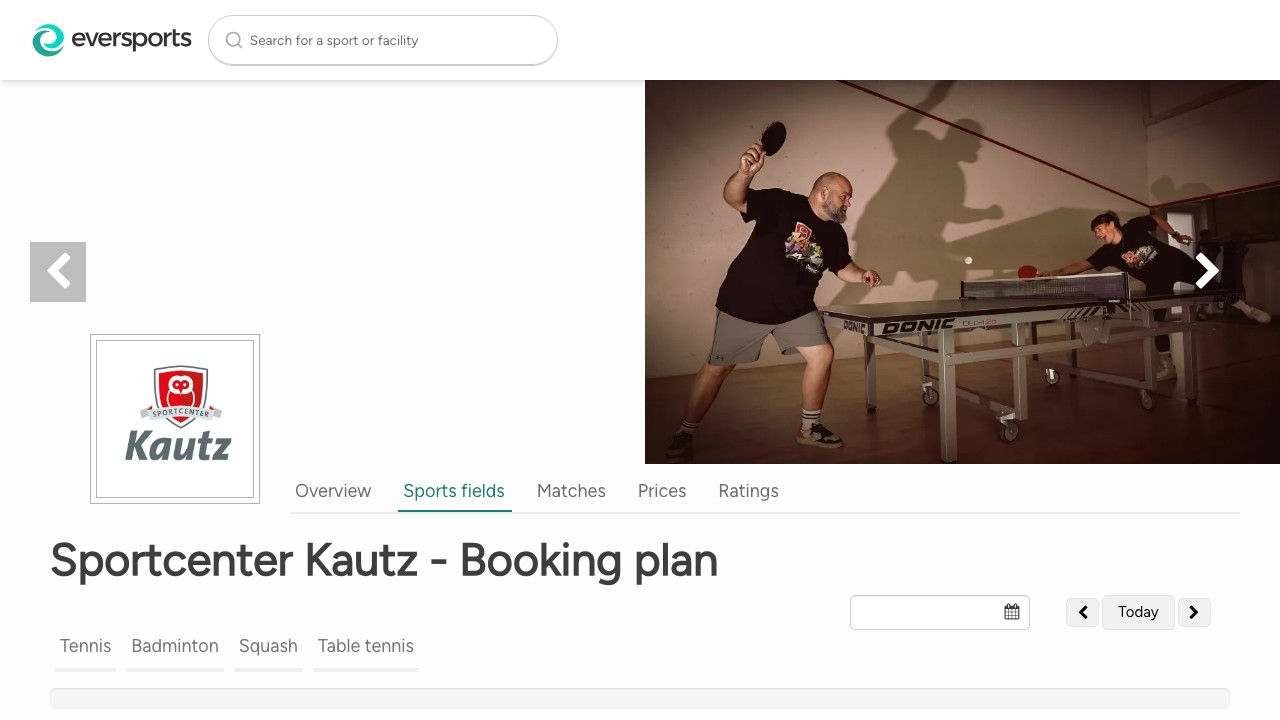 eversports
Search for a sport or facility
DONIC
DONIC
SPORTCENTER
Kautz
Overview
Sports fields
Matches
Prices
Ratings
Sportcenter Kautz - Booking plan
Today
Tennis
Badminton
Squash
Table tennis